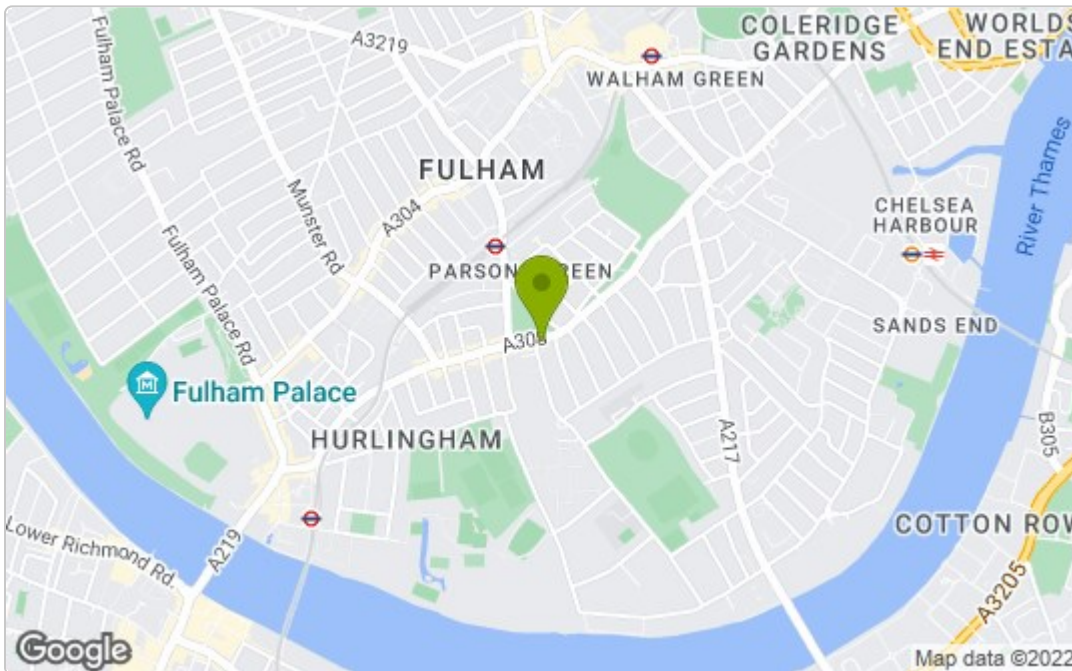 A3219
COLERIDGE
GARDENS
WORLDS
END ESTA
WALHAM GREEN
Fulham Palace Rd
FULHAM
Munster Rd
A304
River Thames
CHELSEA
HARBOUR
PARSON
REEN
Fulham Palace Rd
SANDS END
Fulham Palace
HURLINGHAM
A217
B305
COTTON ROW
Lower Richmond Rd.
A219
A3205
Google
Map data ©2022